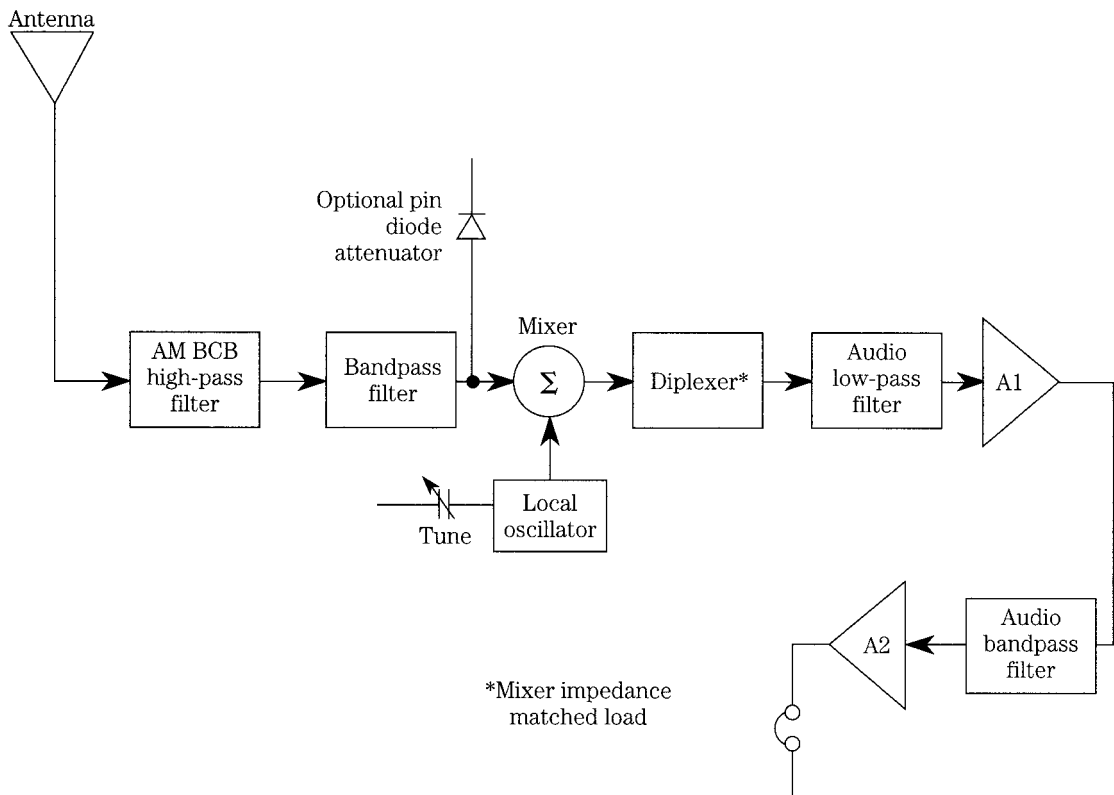 Antenna
Optional pin
diode
attenuator
AM BCB
high-pass
filter
Bandpass
filter
Mixer
Σ
Diplexer*
Audio
low-pass
filter
A1
Tune
Local
oscillator
Audio
bandpass
filter
A2
*Mixer impedance
matched load